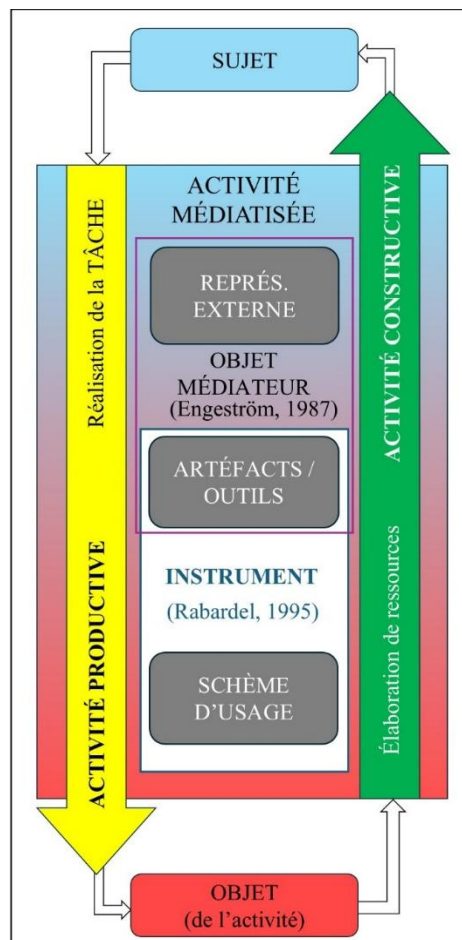 SUJET
ACTIVITÉ
MÉDIATISÉE
REPRÉS.
EXTERNE
OBJET
MÉDIATEUR
(Engeström, 1987)
ARTÉFACTS /
OUTILS
INSTRUMENT
(Rabardel, 1995)
SCHÈME
D’USAGE
ACTIVITÉ PRODUCTIVE
Réalisation de la TÂCHE
Élaboration de ressources
ACTIVITÉ CONSTRUCTIVE
OBJET
(de l’activité)